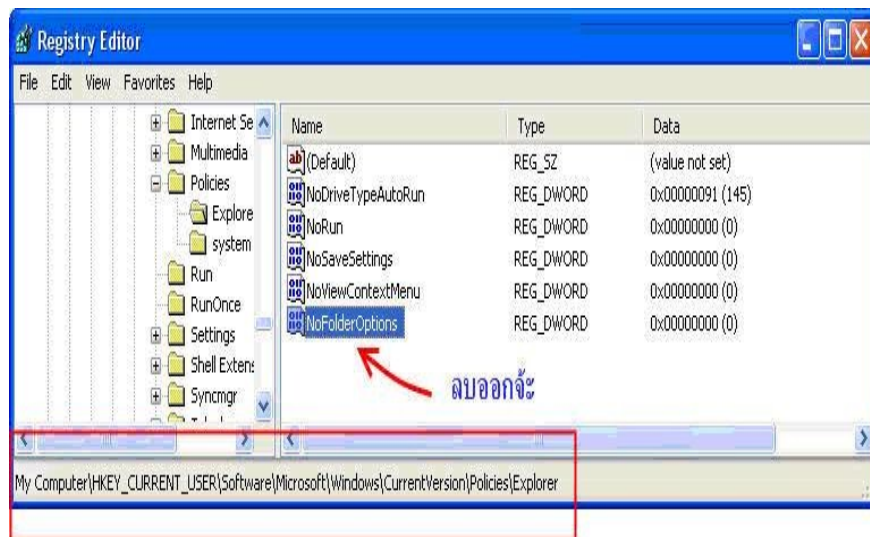 Registry Editor
File Edit View Favorites Help
Internet Se
Multimedia
Policies
Explore
system
Run
RunOnce
Settings
Shell Extens
Syncmgr
Name Type Data
(Default) REG_SZ (value not set)
NoDriveTypeAutoRun REG_DWORD 0x00000091 (145)
NoRun REG_DWORD 0x00000000 (0)
NoSaveSettings REG_DWORD 0x00000000 (0)
NoViewContextMenu REG_DWORD 0x00000000 (0)
NoFolderOptions REG_DWORD 0x00000000 (0)
ลบออกจ้ะ
My Computer\HKEY_CURRENT_USER\Software\Microsoft\Windows\CurrentVersion\Policies\Explorer